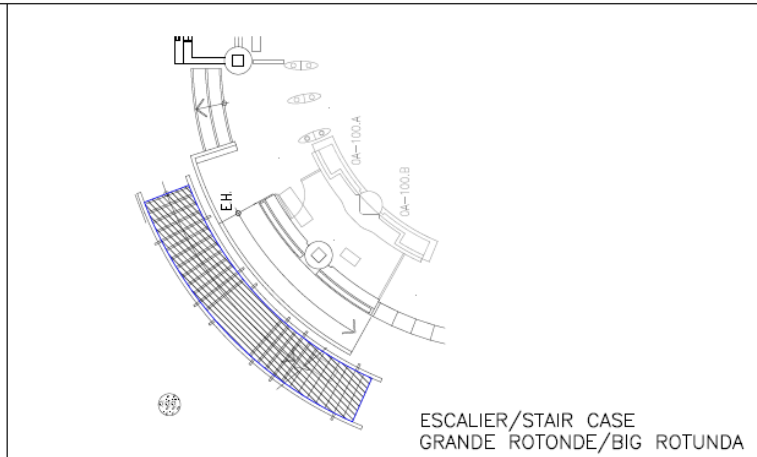 0A-100.A
0A-100.B
E.H.
ESCALIER/STAIR CASE
GRANDE ROTONDE/BIG ROTUNDA